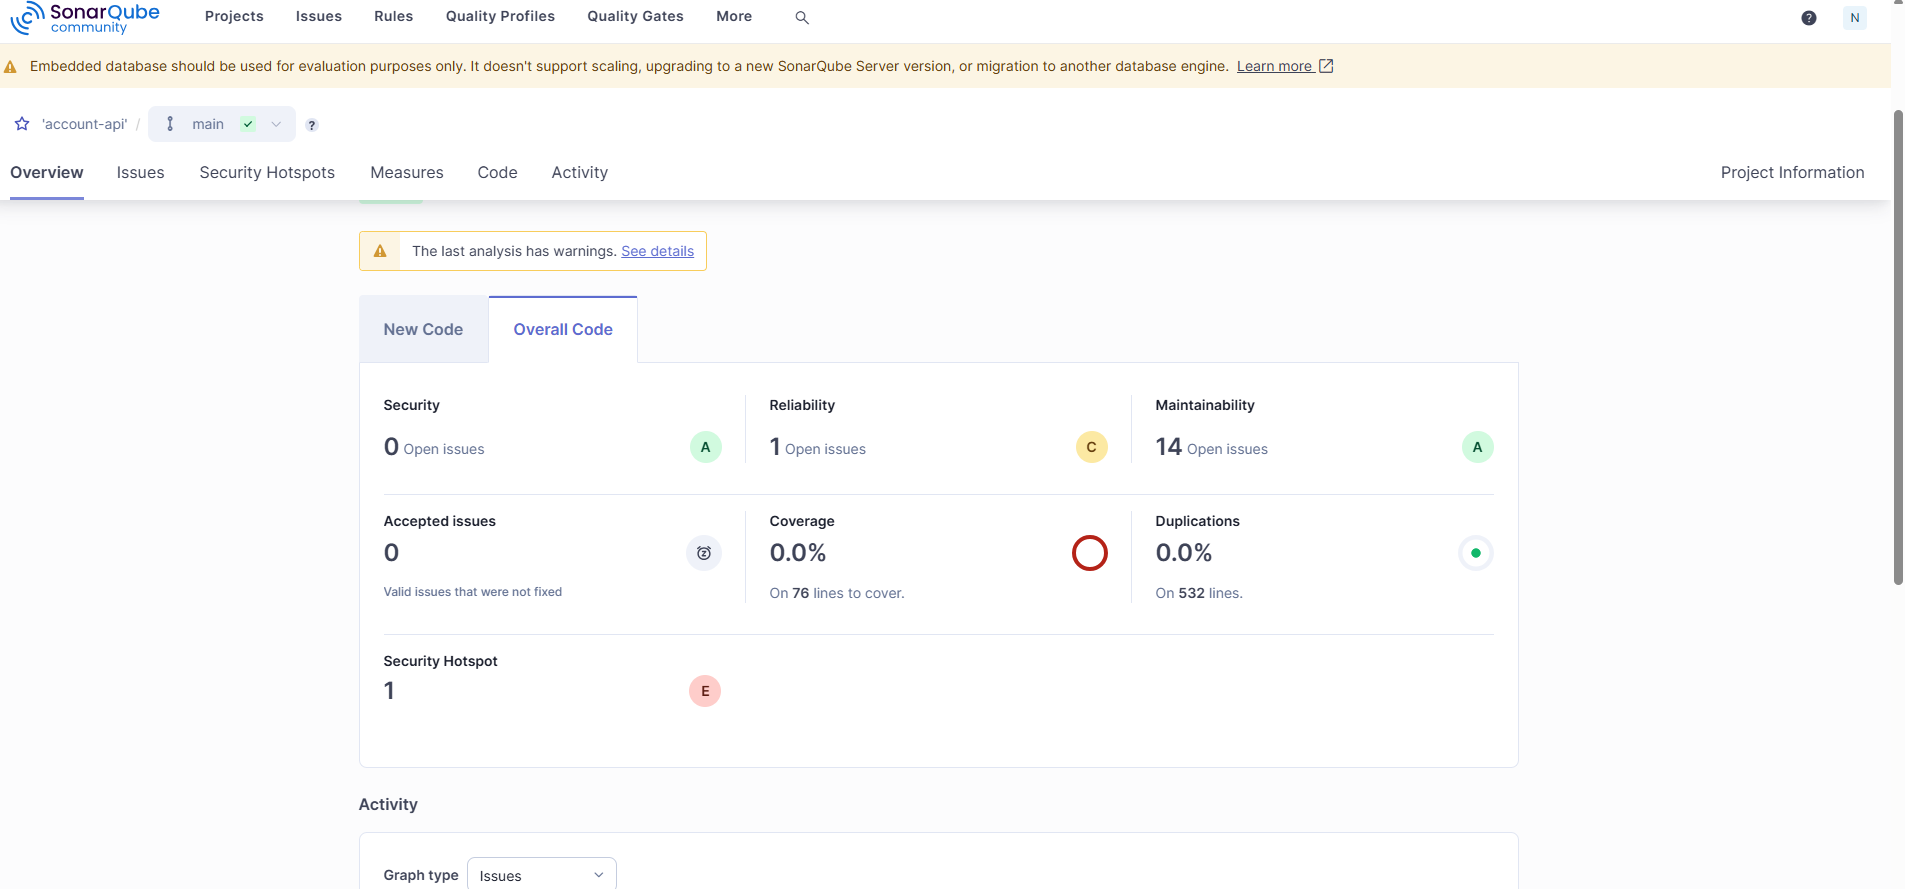 SonarQube
community
Projects Issues Rules Quality Profiles Quality Gates More
? N
Embedded database should be used for evaluation purposes only. It doesn't support scaling, upgrading to a new SonarQube Server version, or migration to another database engine. Learn more
'account-api' / main ?
Overview Issues Security Hotspots Measures Code Activity Project Information
The last analysis has warnings. See details
New Code Overall Code
Security Reliability Maintainability
0 Open issues A 1 Open issues C 14 Open issues A
Accepted issues Coverage Duplications
0 0.0% 0.0%
Valid issues that were not fixed On 76 lines to cover. On 532 lines.
Security Hotspot
1 E
Activity
Graph type Issues